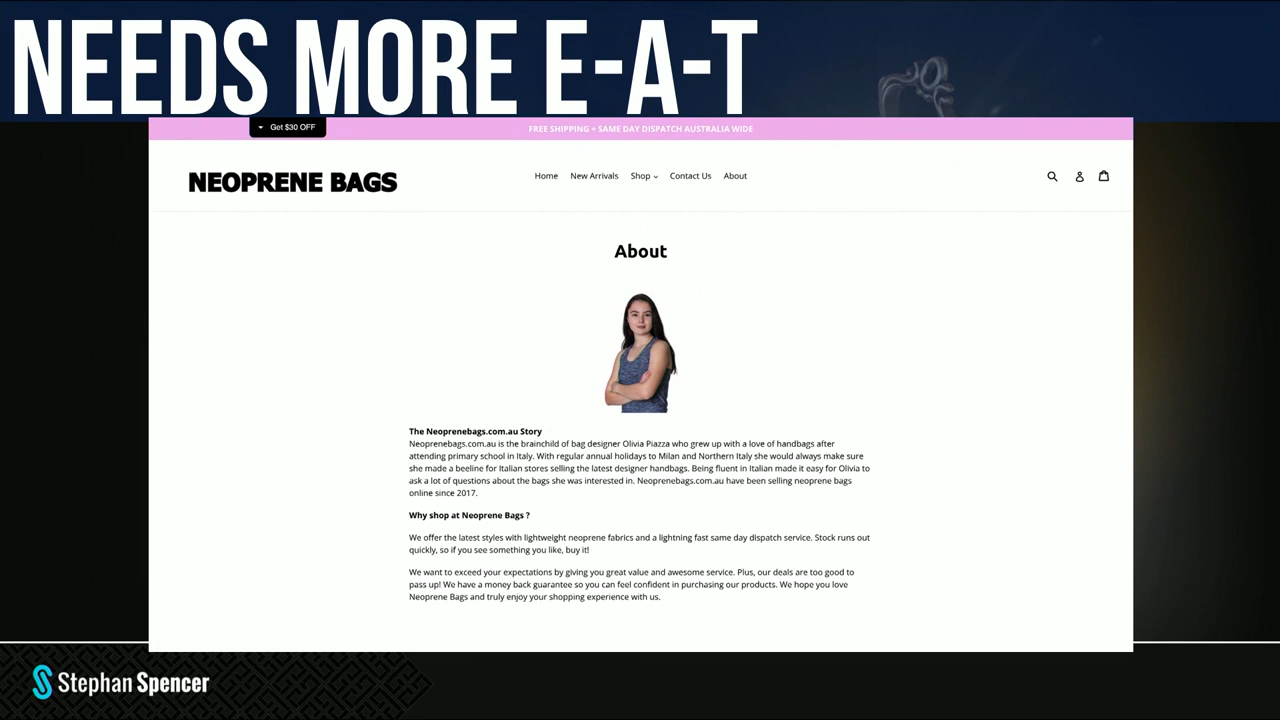 NEEDS MORE E-A-T
Get $30 OFF
FREE SHIPPING + SAME DAY DISPATCH AUSTRALIA WIDE
NEOPRENE BAGS
Home New Arrivals Shop Contact Us About
About
The Neoprenebags.com.au Story
Neoprenebags.com.au is the brainchild of bag designer Olivia Piazza who grew up with a love of handbags after
attending primary school in Italy. With regular annual holidays to Milan and Northern Italy she would always make sure
she made a beeline for Italian stores selling the latest designer handbags. Being fluent in Italian made it easy for Olivia to
ask a lot of questions about the bags she was interested in. Neoprenebags.com.au have been selling neoprene bags
online since 2017.
Why shop at Neoprene Bags ?
We offer the latest styles with lightweight neoprene fabrics and a lightning fast same day dispatch service. Stock runs out
quickly, so if you see something you like, buy it!
We want to exceed your expectations by giving you great value and awesome service. Plus, our deals are too good to
pass up! We have a money back guarantee so you can feel confident in purchasing our products. We hope you love
Neoprene Bags and truly enjoy your shopping experience with us.
Stephan Spencer